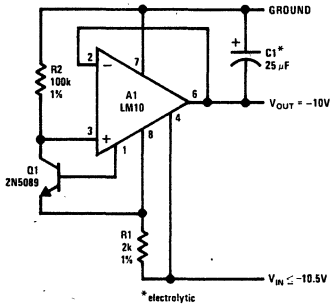 GROUND
2
7
+
C1*
25 μF
R2
100k
1%
−
A1
LM10
6
VOUT = −10V
3
+
4
1
8
Q1
2N5089
R1
2k
1%
VIN ≤ −10.5V
*electrolytic